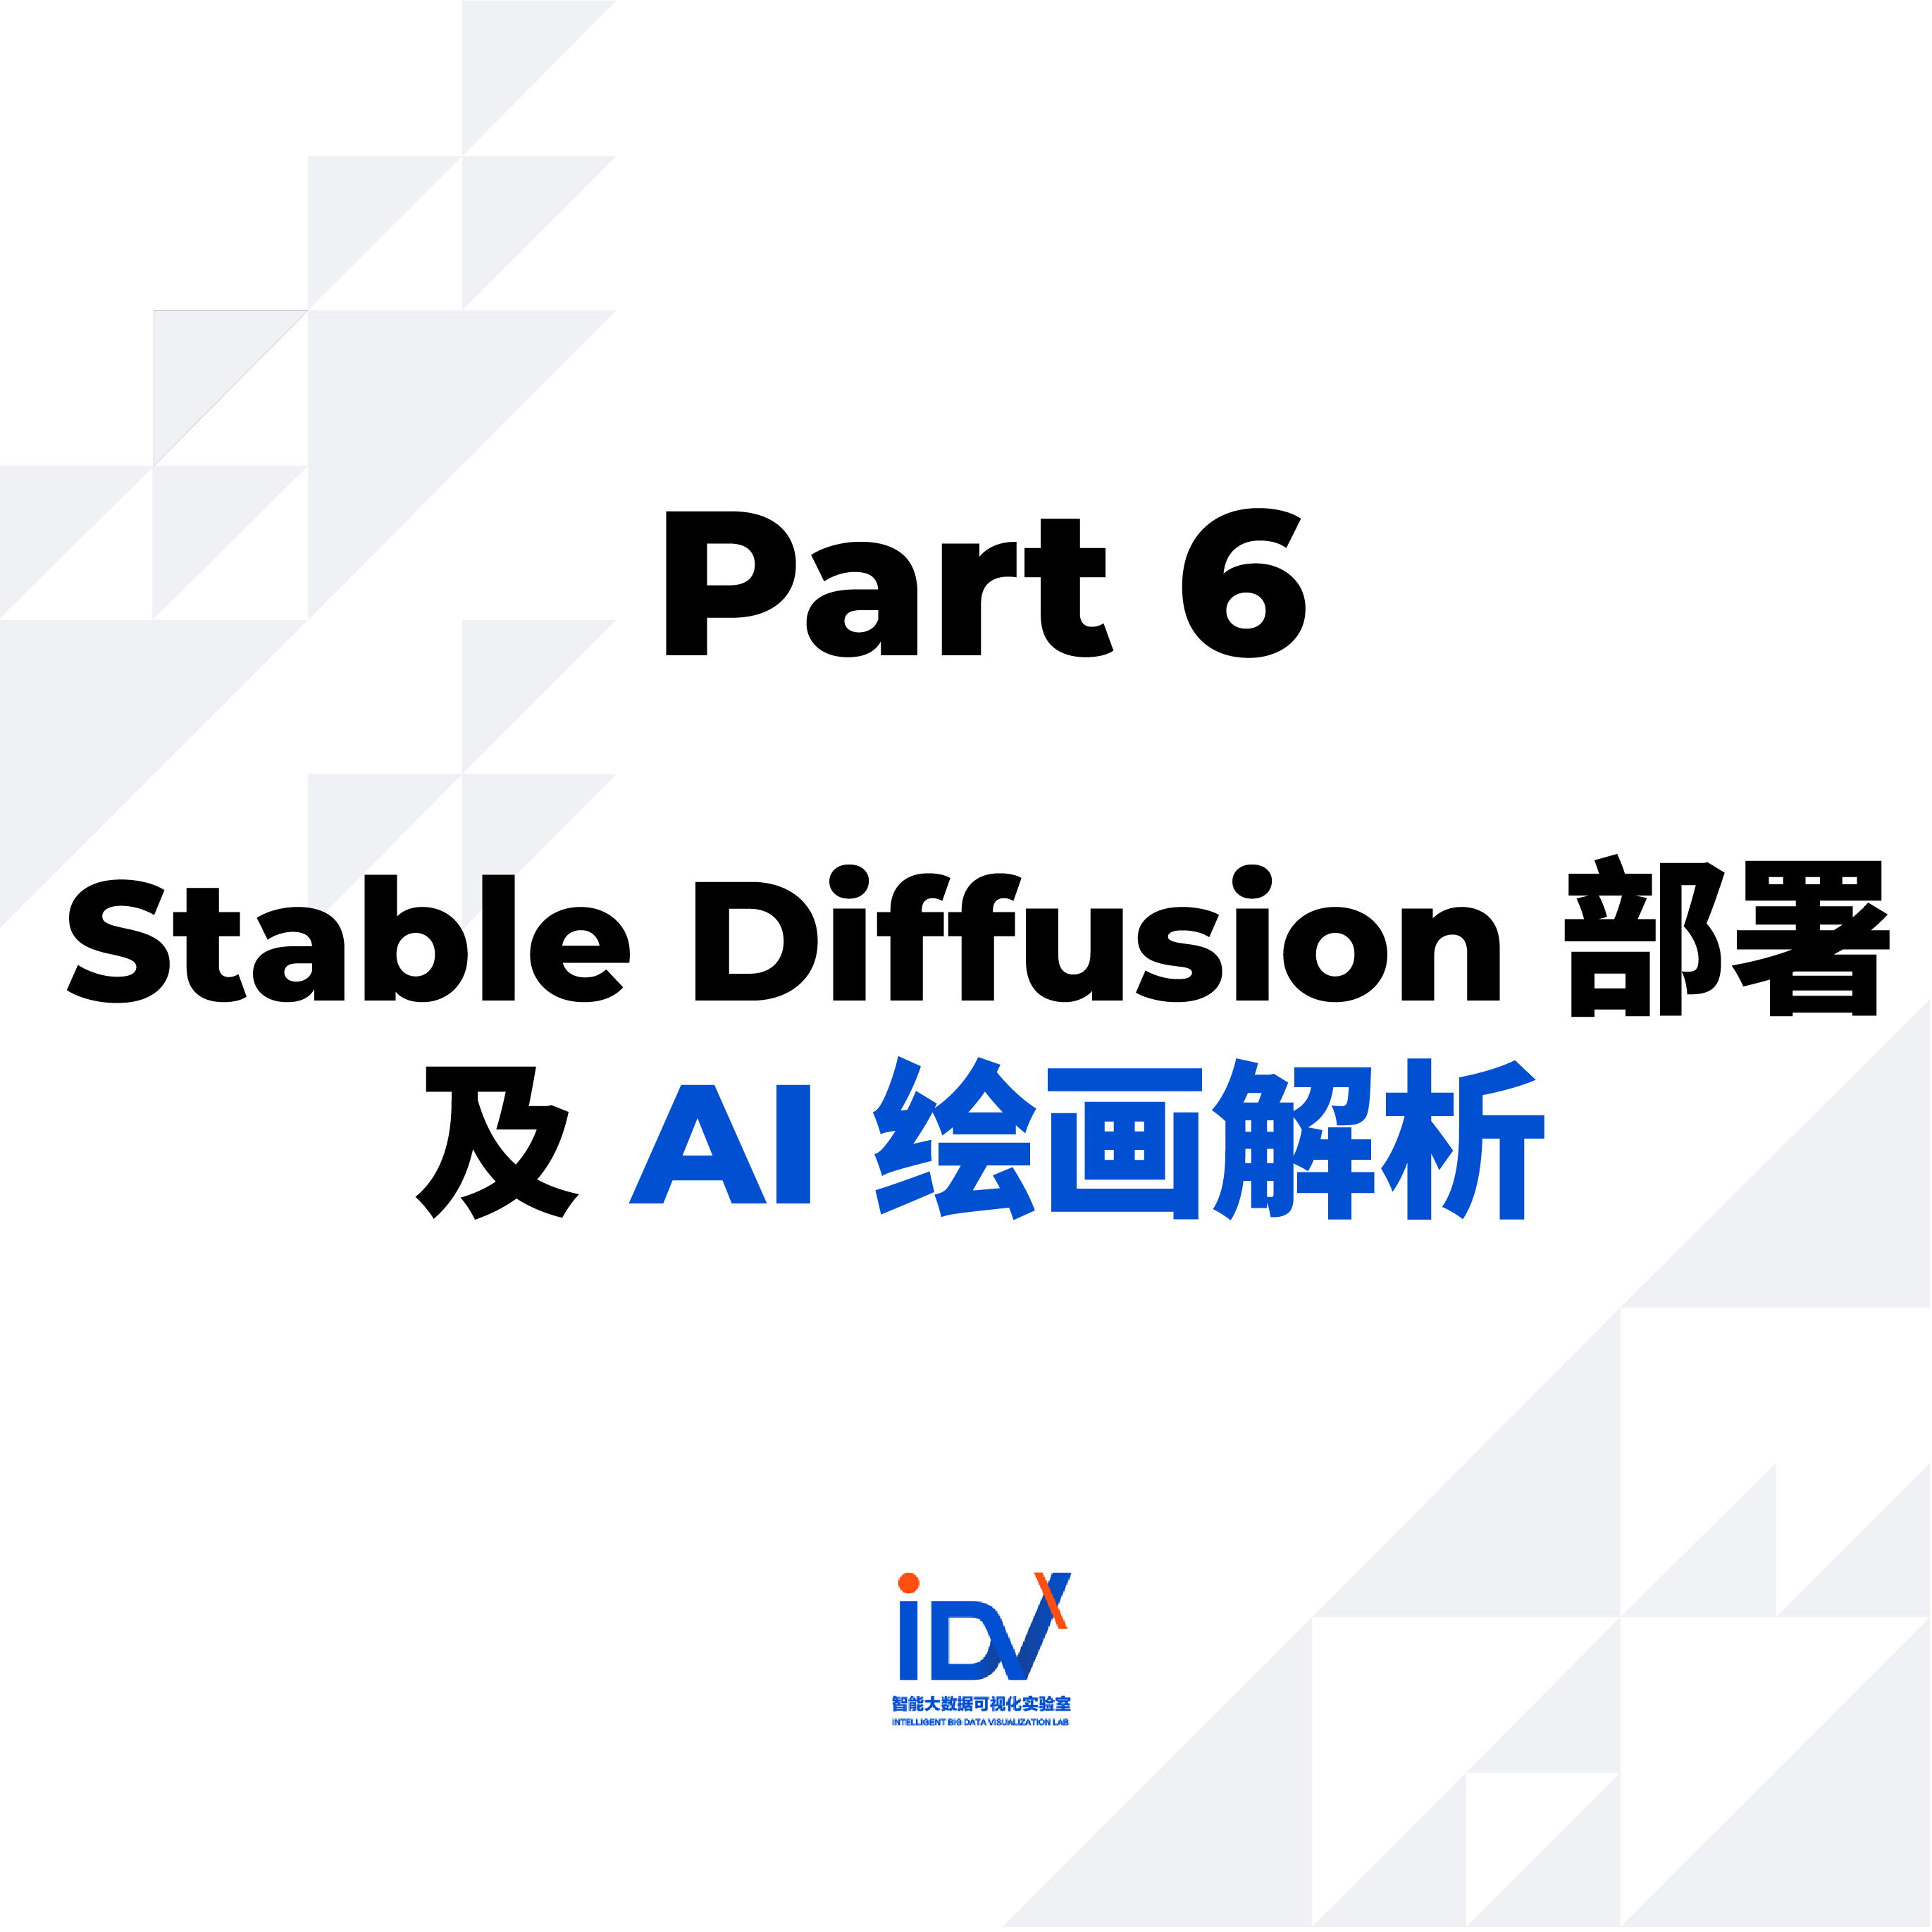 Part 6
Stable Diffusion 部署
及 AI 绘画解析
iDVX
智能大数据可视化实验室
INTELLIGENT BIG DATA VISUALIZATION LAB